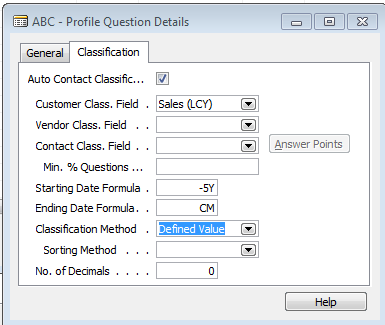 ABC - Profile Question Details
General Classification
Auto Contact Classific...
Customer Class. Field . Sales (LCY)
Vendor Class. Field . .
Contact Class. Field . . Answer Points
Min. % Questions ...
Starting Date Formula . -5Y
Ending Date Formula. . CM
Classification Method . Defined Value
Sorting Method . . .
No. of Decimals . . . . 0
Help